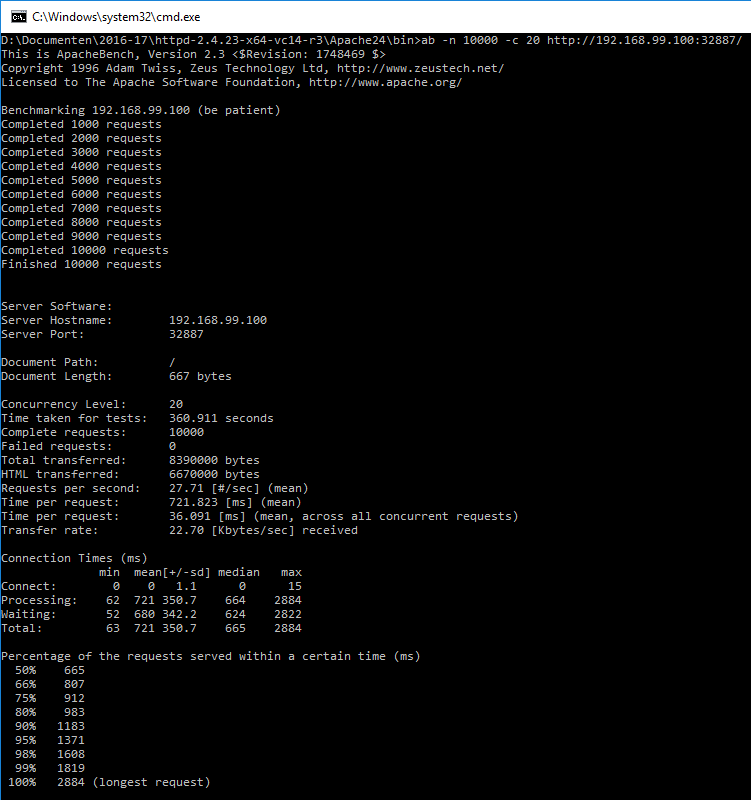 C:\Windows\system32\cmd.exe
D:\Documenten\2016-17\httpd-2.4.23-x64-vc14-r3\Apache24\bin>ab -n 10000 -c 20 http://192.168.99.100:32887/
This is ApacheBench, Version 2.3 <$Revision: 1748469 $>
Copyright 1996 Adam Twiss, Zeus Technology Ltd, http://www.zeustech.net/
Licensed to The Apache Software Foundation, http://www.apache.org/

Benchmarking 192.168.99.100 (be patient)
Completed 1000 requests
Completed 2000 requests
Completed 3000 requests
Completed 4000 requests
Completed 5000 requests
Completed 6000 requests
Completed 7000 requests
Completed 8000 requests
Completed 9000 requests
Completed 10000 requests
Finished 10000 requests


Server Software:
Server Hostname:        192.168.99.100
Server Port:            32887

Document Path:          /
Document Length:        667 bytes

Concurrency Level:      20
Time taken for tests:   360.911 seconds
Complete requests:      10000
Failed requests:        0
Total transferred:      8390000 bytes
HTML transferred:       6670000 bytes
Requests per second:    27.71 [#/sec] (mean)
Time per request:       721.823 [ms] (mean)
Time per request:       36.091 [ms] (mean, across all concurrent requests)
Transfer rate:          22.70 [Kbytes/sec] received

Connection Times (ms)
              min  mean[+/-sd] median   max
Connect:        0    0   1.1      0      15
Processing:    62  721 350.7    664    2884
Waiting:       52  680 342.2    624    2822
Total:         63  721 350.7    665    2884

Percentage of the requests served within a certain time (ms)
  50%    665
  66%    807
  75%    912
  80%    983
  90%   1183
  95%   1371
  98%   1608
  99%   1819
 100%   2884 (longest request)